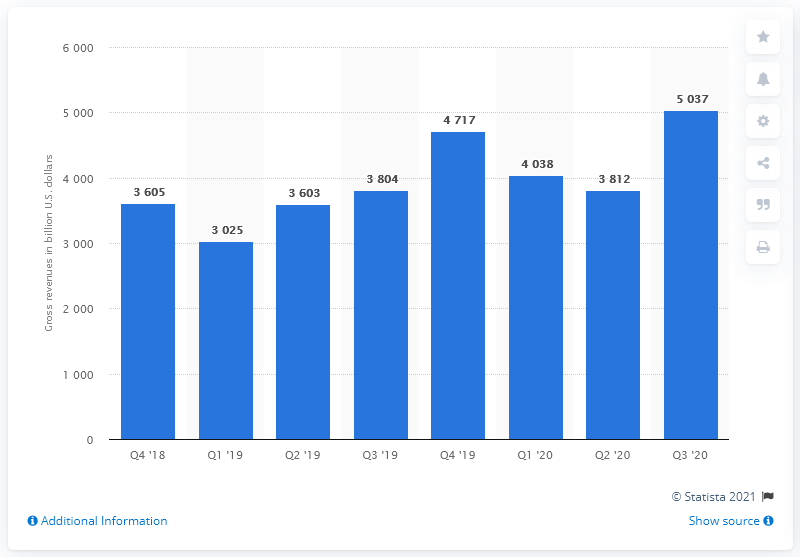 6 000
5 000
4 000
3 000
2 000
1 000
0
Gross revenues in billion U.S. dollars
3 605
3 025
3 603
3 804
4 717
4 038
3 812
5 037
Q4 '18
Q1 '19
Q2 '19
Q3 '19
Q4 '19
Q1 '20
Q2 '20
Q3 '20
© Statista 2021
Additional Information
Show source